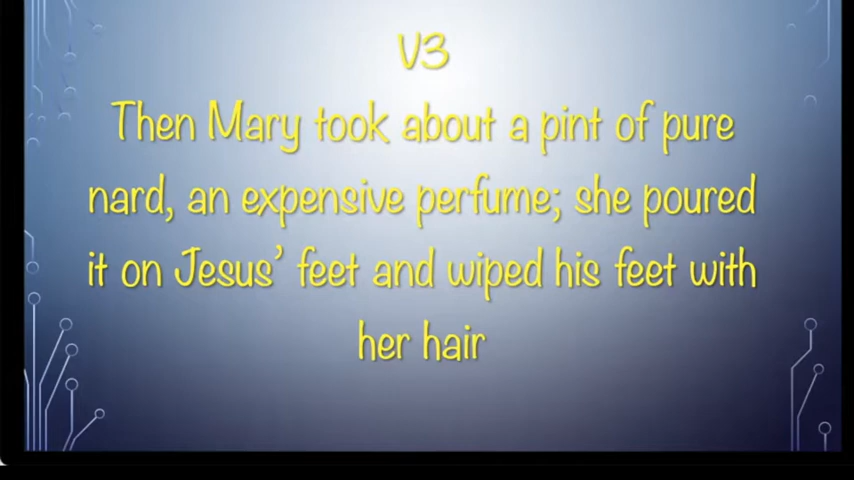 V3
Then Mary took about a pint of pure
nard, an expensive perfume; she poured
it on Jesus’ feet and wiped his feet with
her hair